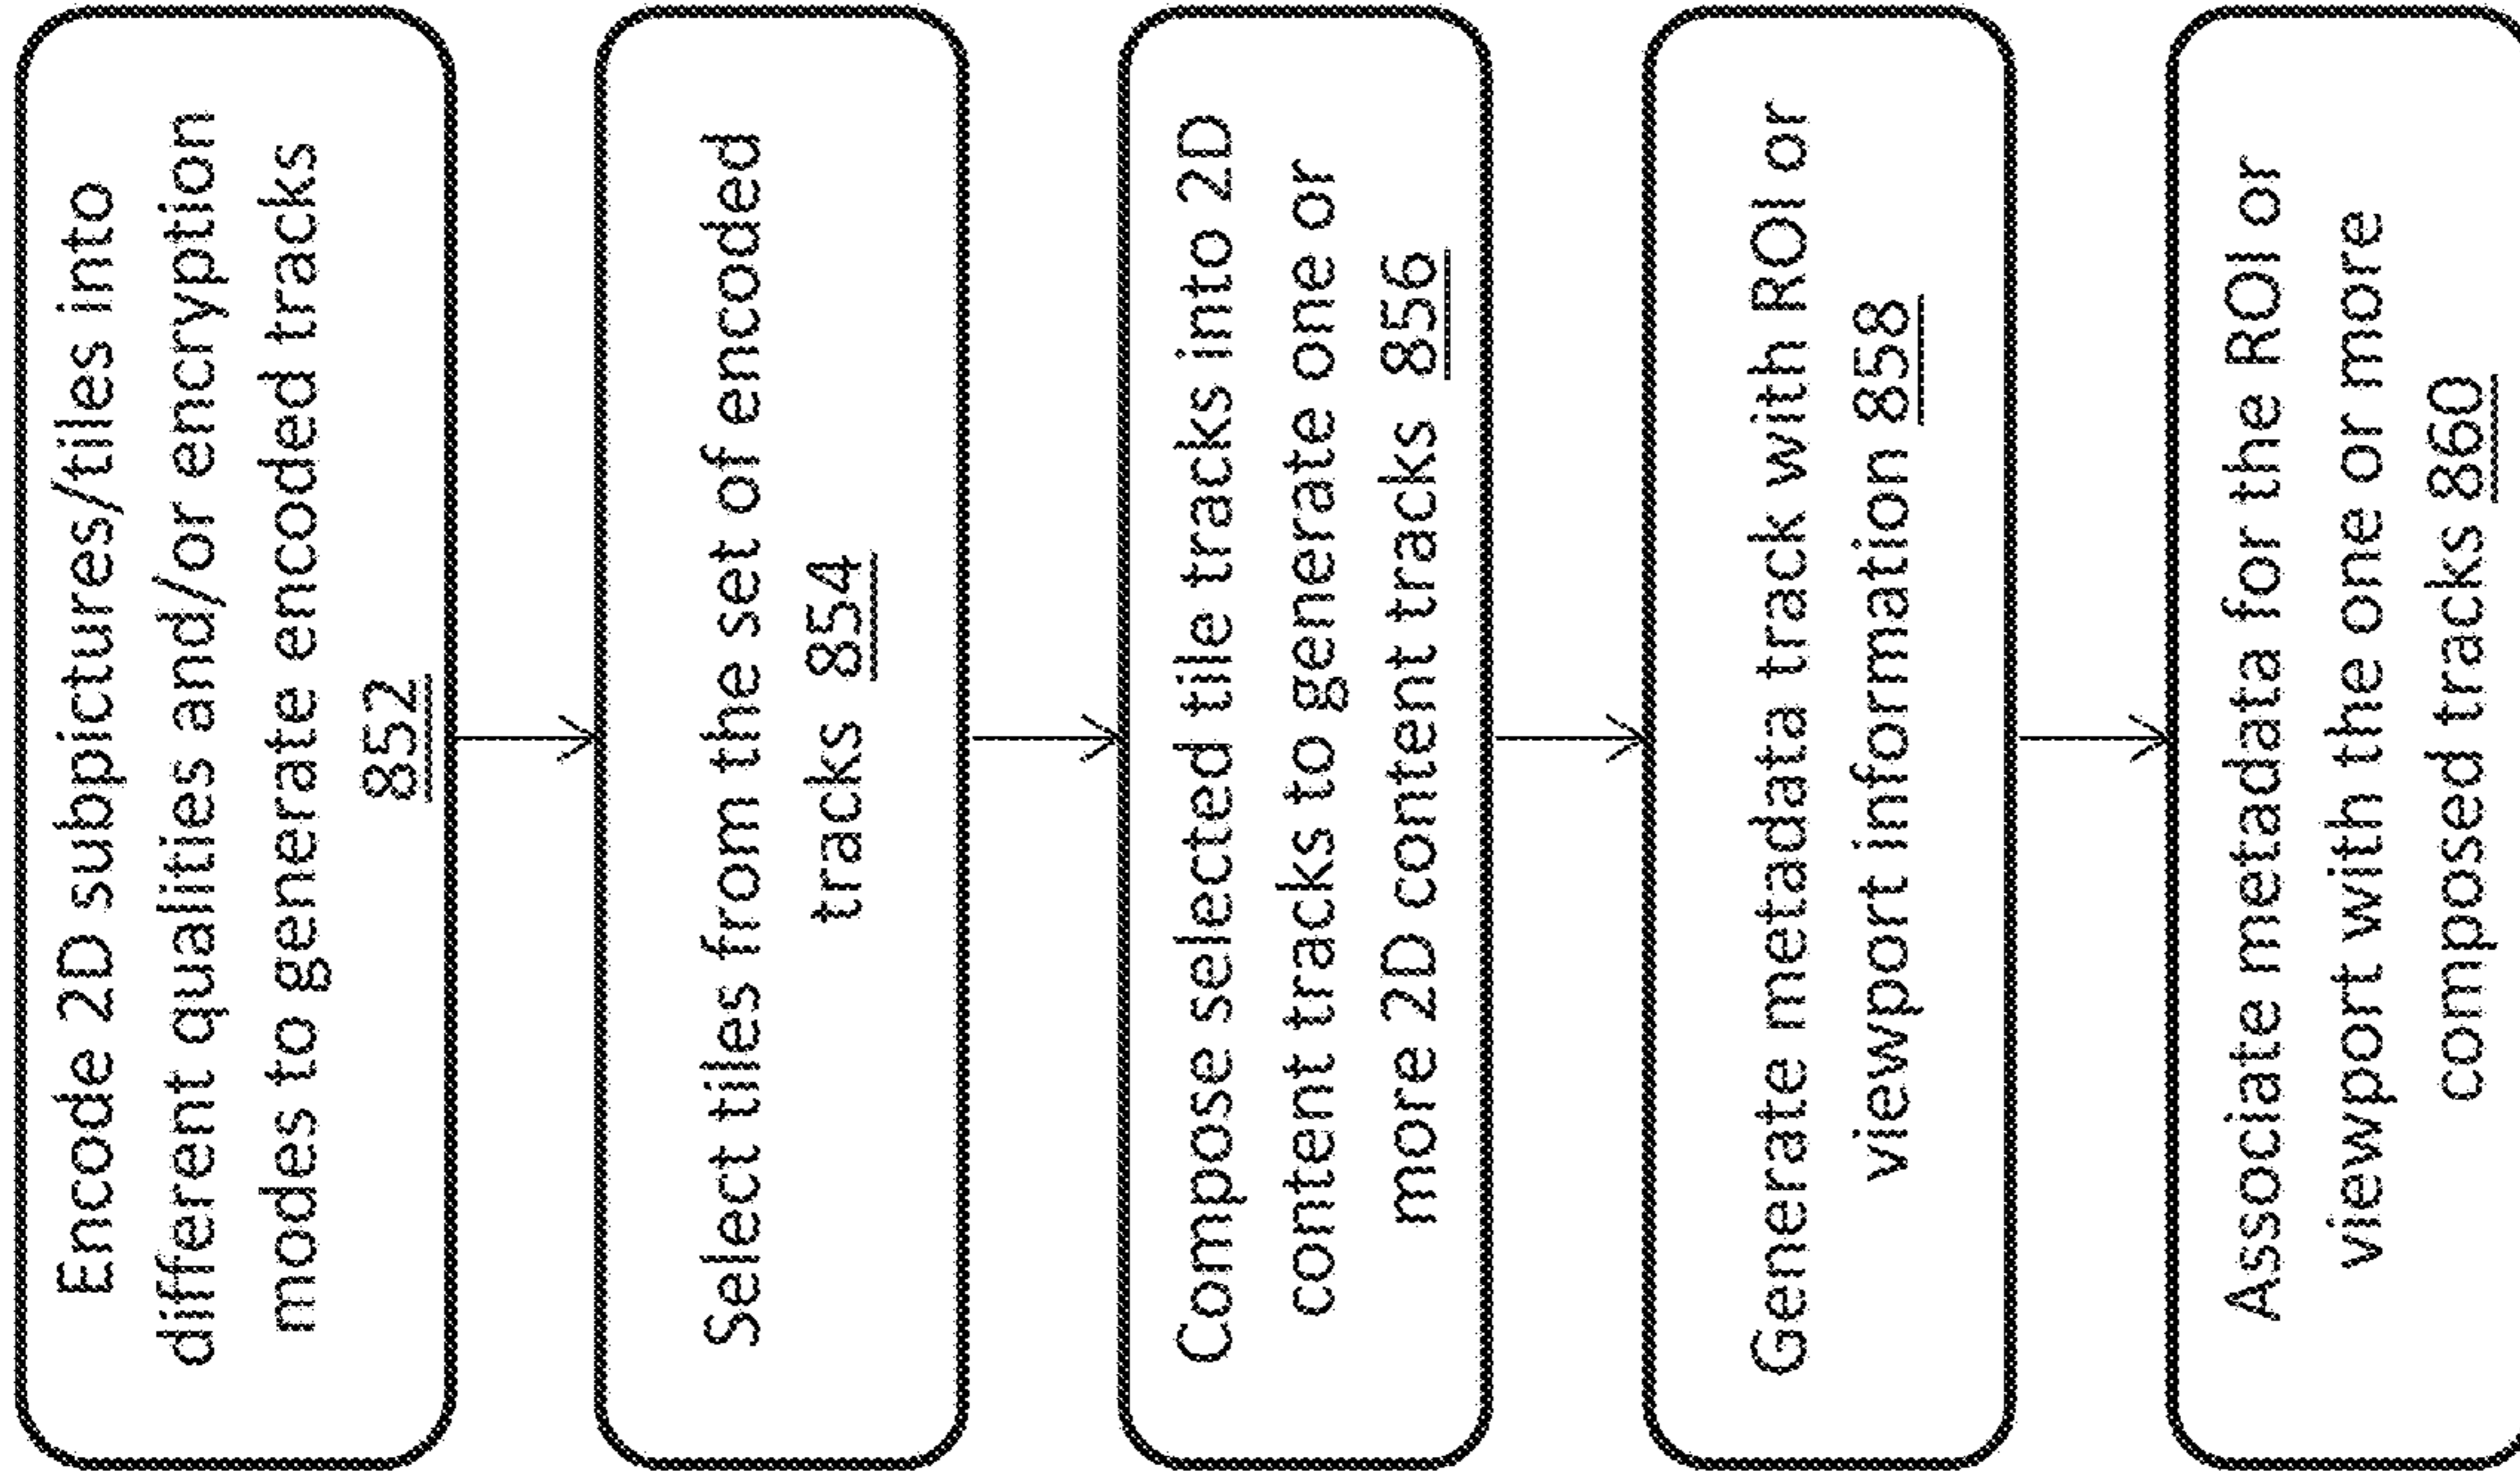 Encode 2D subpictures/tiles into
different qualities and/or encryption
modes to generate encoded tracks
852
Select tiles from the set of encoded
tracks 854
Compose selected tile tracks into 2D
content tracks to generate one or
more 2D content tracks 856
Generate metadata track with ROI or
viewport information 858
Associate metadata for the ROI or
viewport with the one or more
composed tracks 860